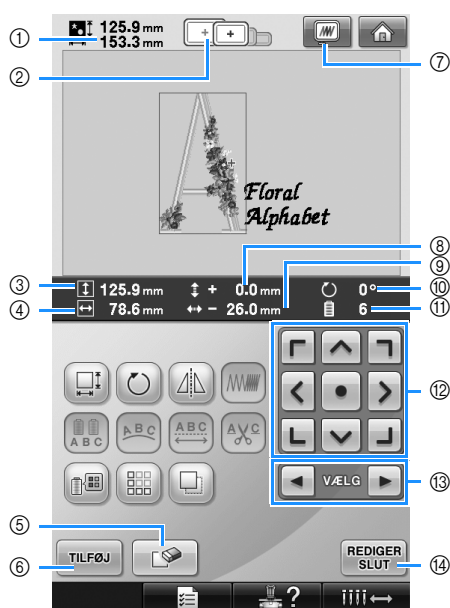 ① 125.9 mm
153.3 mm
②
⑦
Floral
Alphabet
⑧
⑨
③ 125.9 mm + 0.0 mm 0° ⑩
④ 78.6 mm − 26.0 mm 6 ⑪
⑫
A B C A B C A B C A C
⑬
VÆLG
⑤
⑥ TILFØJ
REDIGER
SLUT
⑭
?